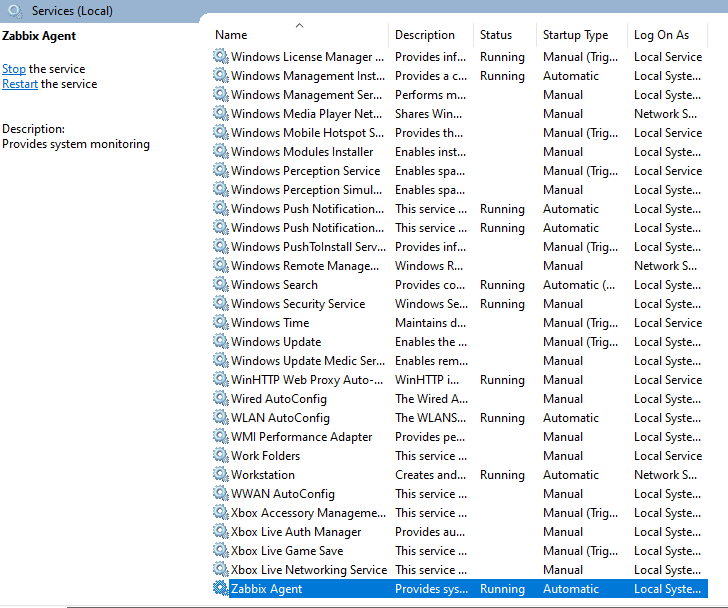 Services (Local)
Zabbix Agent
Stop the service
Restart the service
Description:
Provides system monitoring
Name Description Status Startup Type Log On As
Windows License Manager ... Provides inf... Running Manual (Trig... Local Service
Windows Management Inst... Provides a c... Running Automatic Local Syste...
Windows Management Ser... Performs m... Manual Local Syste...
Windows Media Player Net... Shares Win... Manual Network S...
Windows Mobile Hotspot S... Provides th... Manual (Trig... Local Service
Windows Modules Installer Enables inst... Manual Local Syste...
Windows Perception Service Enables spa... Manual (Trig... Local Service
Windows Perception Simul... Enables spa... Manual Local Syste...
Windows Push Notification... This service ... Running Automatic Local Syste...
Windows Push Notification... This service ... Running Automatic Local Syste...
Windows PushToInstall Serv... Provides inf... Manual (Trig... Local Syste...
Windows Remote Manage... Windows R... Manual Network S...
Windows Search Provides co... Running Automatic (... Local Syste...
Windows Security Service Windows Se... Running Manual Local Syste...
Windows Time Maintains d... Manual (Trig... Local Service
Windows Update Enables the ... Manual (Trig... Local Syste...
Windows Update Medic Ser... Enables rem... Manual Local Syste...
WinHTTP Web Proxy Auto-... WinHTTP i... Running Manual Local Service
Wired AutoConfig The Wired A... Manual Local Syste...
WLAN AutoConfig The WLANS... Running Automatic Local Syste...
WMI Performance Adapter Provides pe... Manual Local Syste...
Work Folders This service ... Manual Local Service
Workstation Creates and... Running Automatic Network S...
WWAN AutoConfig This service ... Manual Local Syste...
Xbox Accessory Manageme... This service ... Manual (Trig... Local Syste...
Xbox Live Auth Manager Provides au... Manual Local Syste...
Xbox Live Game Save This service ... Manual (Trig... Local Syste...
Xbox Live Networking Service This service ... Manual Local Syste...
Zabbix Agent Provides sys... Running Automatic Local Syste...